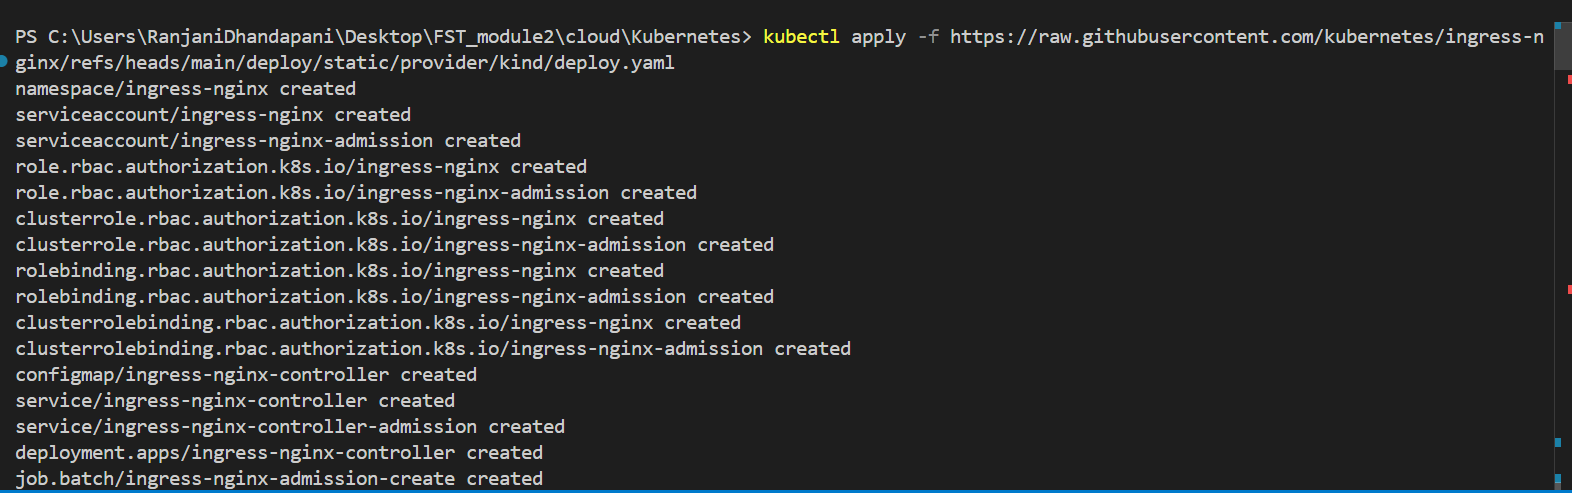 PS C:\Users\RanjaniDhandapani\Desktop\FST_module2\cloud\Kubernetes> kubectl apply -f https://raw.githubusercontent.com/kubernetes/ingress-n
ginx/refs/heads/main/deploy/static/provider/kind/deploy.yaml
namespace/ingress-nginx created
serviceaccount/ingress-nginx created
serviceaccount/ingress-nginx-admission created
role.rbac.authorization.k8s.io/ingress-nginx created
role.rbac.authorization.k8s.io/ingress-nginx-admission created
clusterrole.rbac.authorization.k8s.io/ingress-nginx created
clusterrole.rbac.authorization.k8s.io/ingress-nginx-admission created
rolebinding.rbac.authorization.k8s.io/ingress-nginx created
rolebinding.rbac.authorization.k8s.io/ingress-nginx-admission created
clusterrolebinding.rbac.authorization.k8s.io/ingress-nginx created
clusterrolebinding.rbac.authorization.k8s.io/ingress-nginx-admission created
configmap/ingress-nginx-controller created
service/ingress-nginx-controller created
service/ingress-nginx-controller-admission created
deployment.apps/ingress-nginx-controller created
job.batch/ingress-nginx-admission-create created